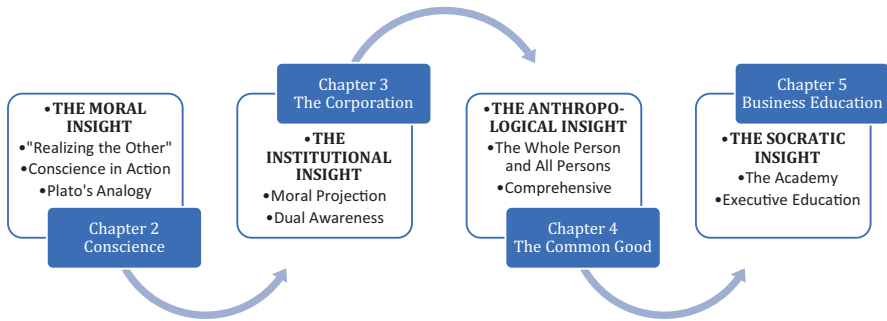 •THE MORAL
INSIGHT
•"Realizing the Other"
•Conscience in Action
•Plato's Analogy
Chapter 2
Conscience
Chapter 3
The Corporation
•THE
INSTITUTIONAL
INSIGHT
•Moral Projection
•Dual Awareness
•THE ANTHROPO-
LOGICAL INSIGHT
•The Whole Person
and All Persons
•Comprehensive
Chapter 4
The Common Good
Chapter 5
Business Education
•THE SOCRATIC
INSIGHT
•The Academy
•Executive Education